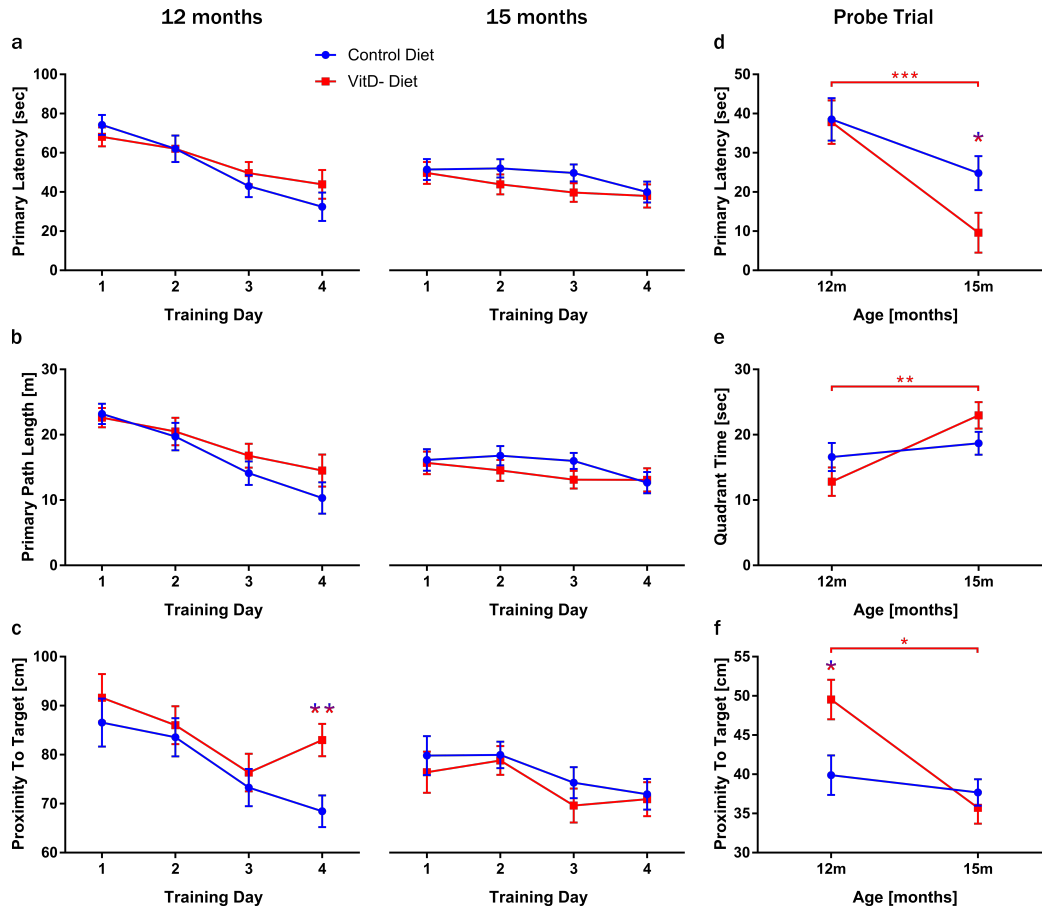 12 months
15 months
Probe Trial
a
Control Diet
VitD- Diet
Primary Latency [sec]
100
80
60
40
20
0
1 2 3 4
Training Day
1 2 3 4
Training Day
d
Primary Latency [sec]
50
40
30
20
10
0
***
*
12m 15m
Age [months]
b
Primary Path Length [m]
30
20
10
0
1 2 3 4
Training Day
1 2 3 4
Training Day
e
Quadrant Time [sec]
30
20
10
0
**
12m 15m
Age [months]
c
Proximity To Target [cm]
100
90
80
70
60
**
1 2 3 4
Training Day
1 2 3 4
Training Day
f
Proximity To Target [cm]
55
50
45
40
35
30
*
*
12m 15m
Age [months]